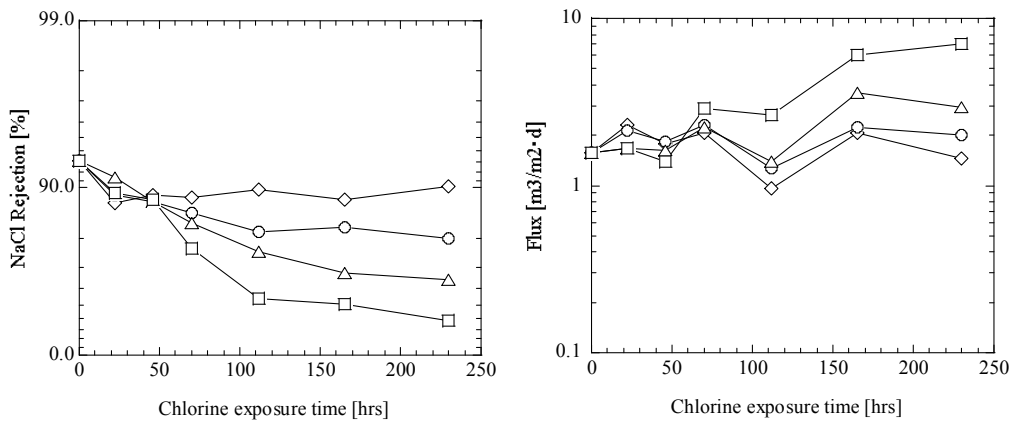 99.0
90.0
0.0
NaCl Rejection [%]
0 50 100 150 200 250
Chlorine exposure time [hrs]
10
1
0.1
Flux [m3/m2・d]
0 50 100 150 200 250
Chlorine exposure time [hrs]